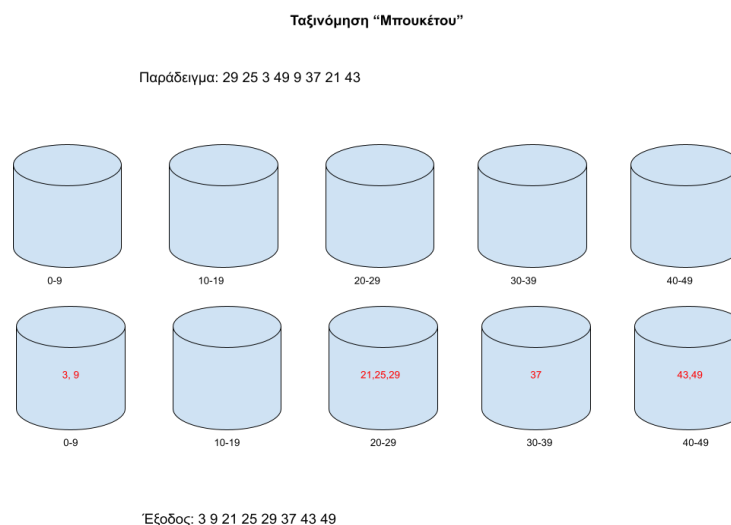 Ταξινόμηση “Μπουκέτου”
Παράδειγμα: 29 25 3 49 9 37 21 43
0-9 10-19 20-29 30-39 40-49
3, 9 21,25,29 37 43,49
0-9 10-19 20-29 30-39 40-49
Έξοδος: 3 9 21 25 29 37 43 49